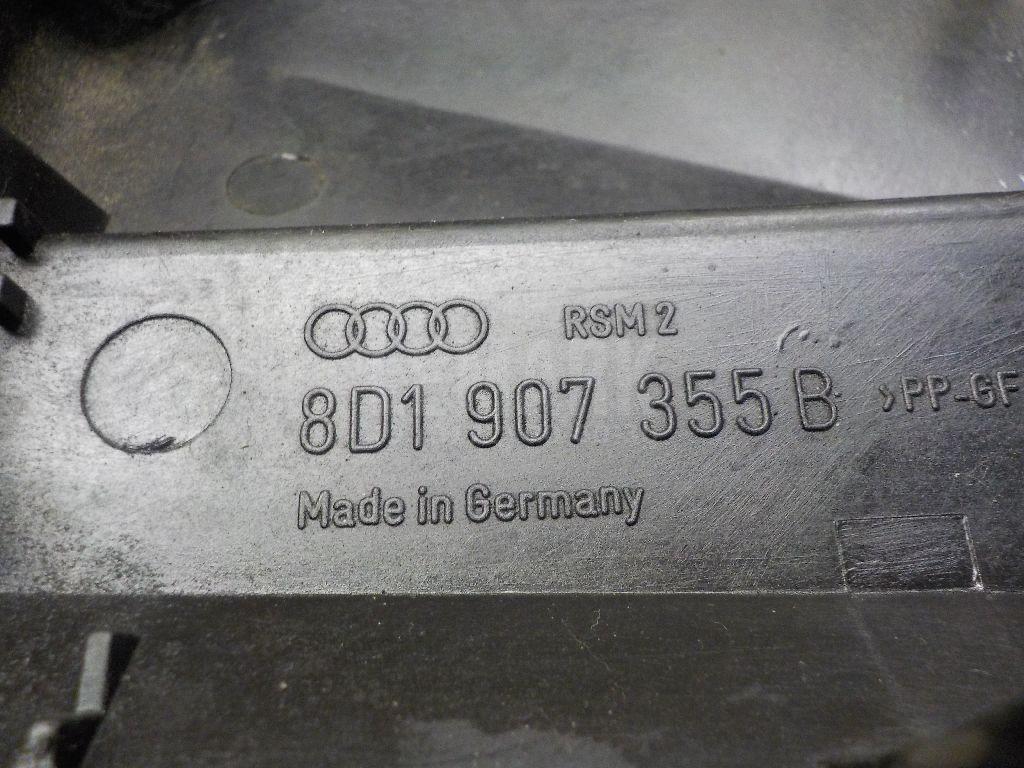 RSM 2
8D1 907 355 B >PP-GF
Made in Germany